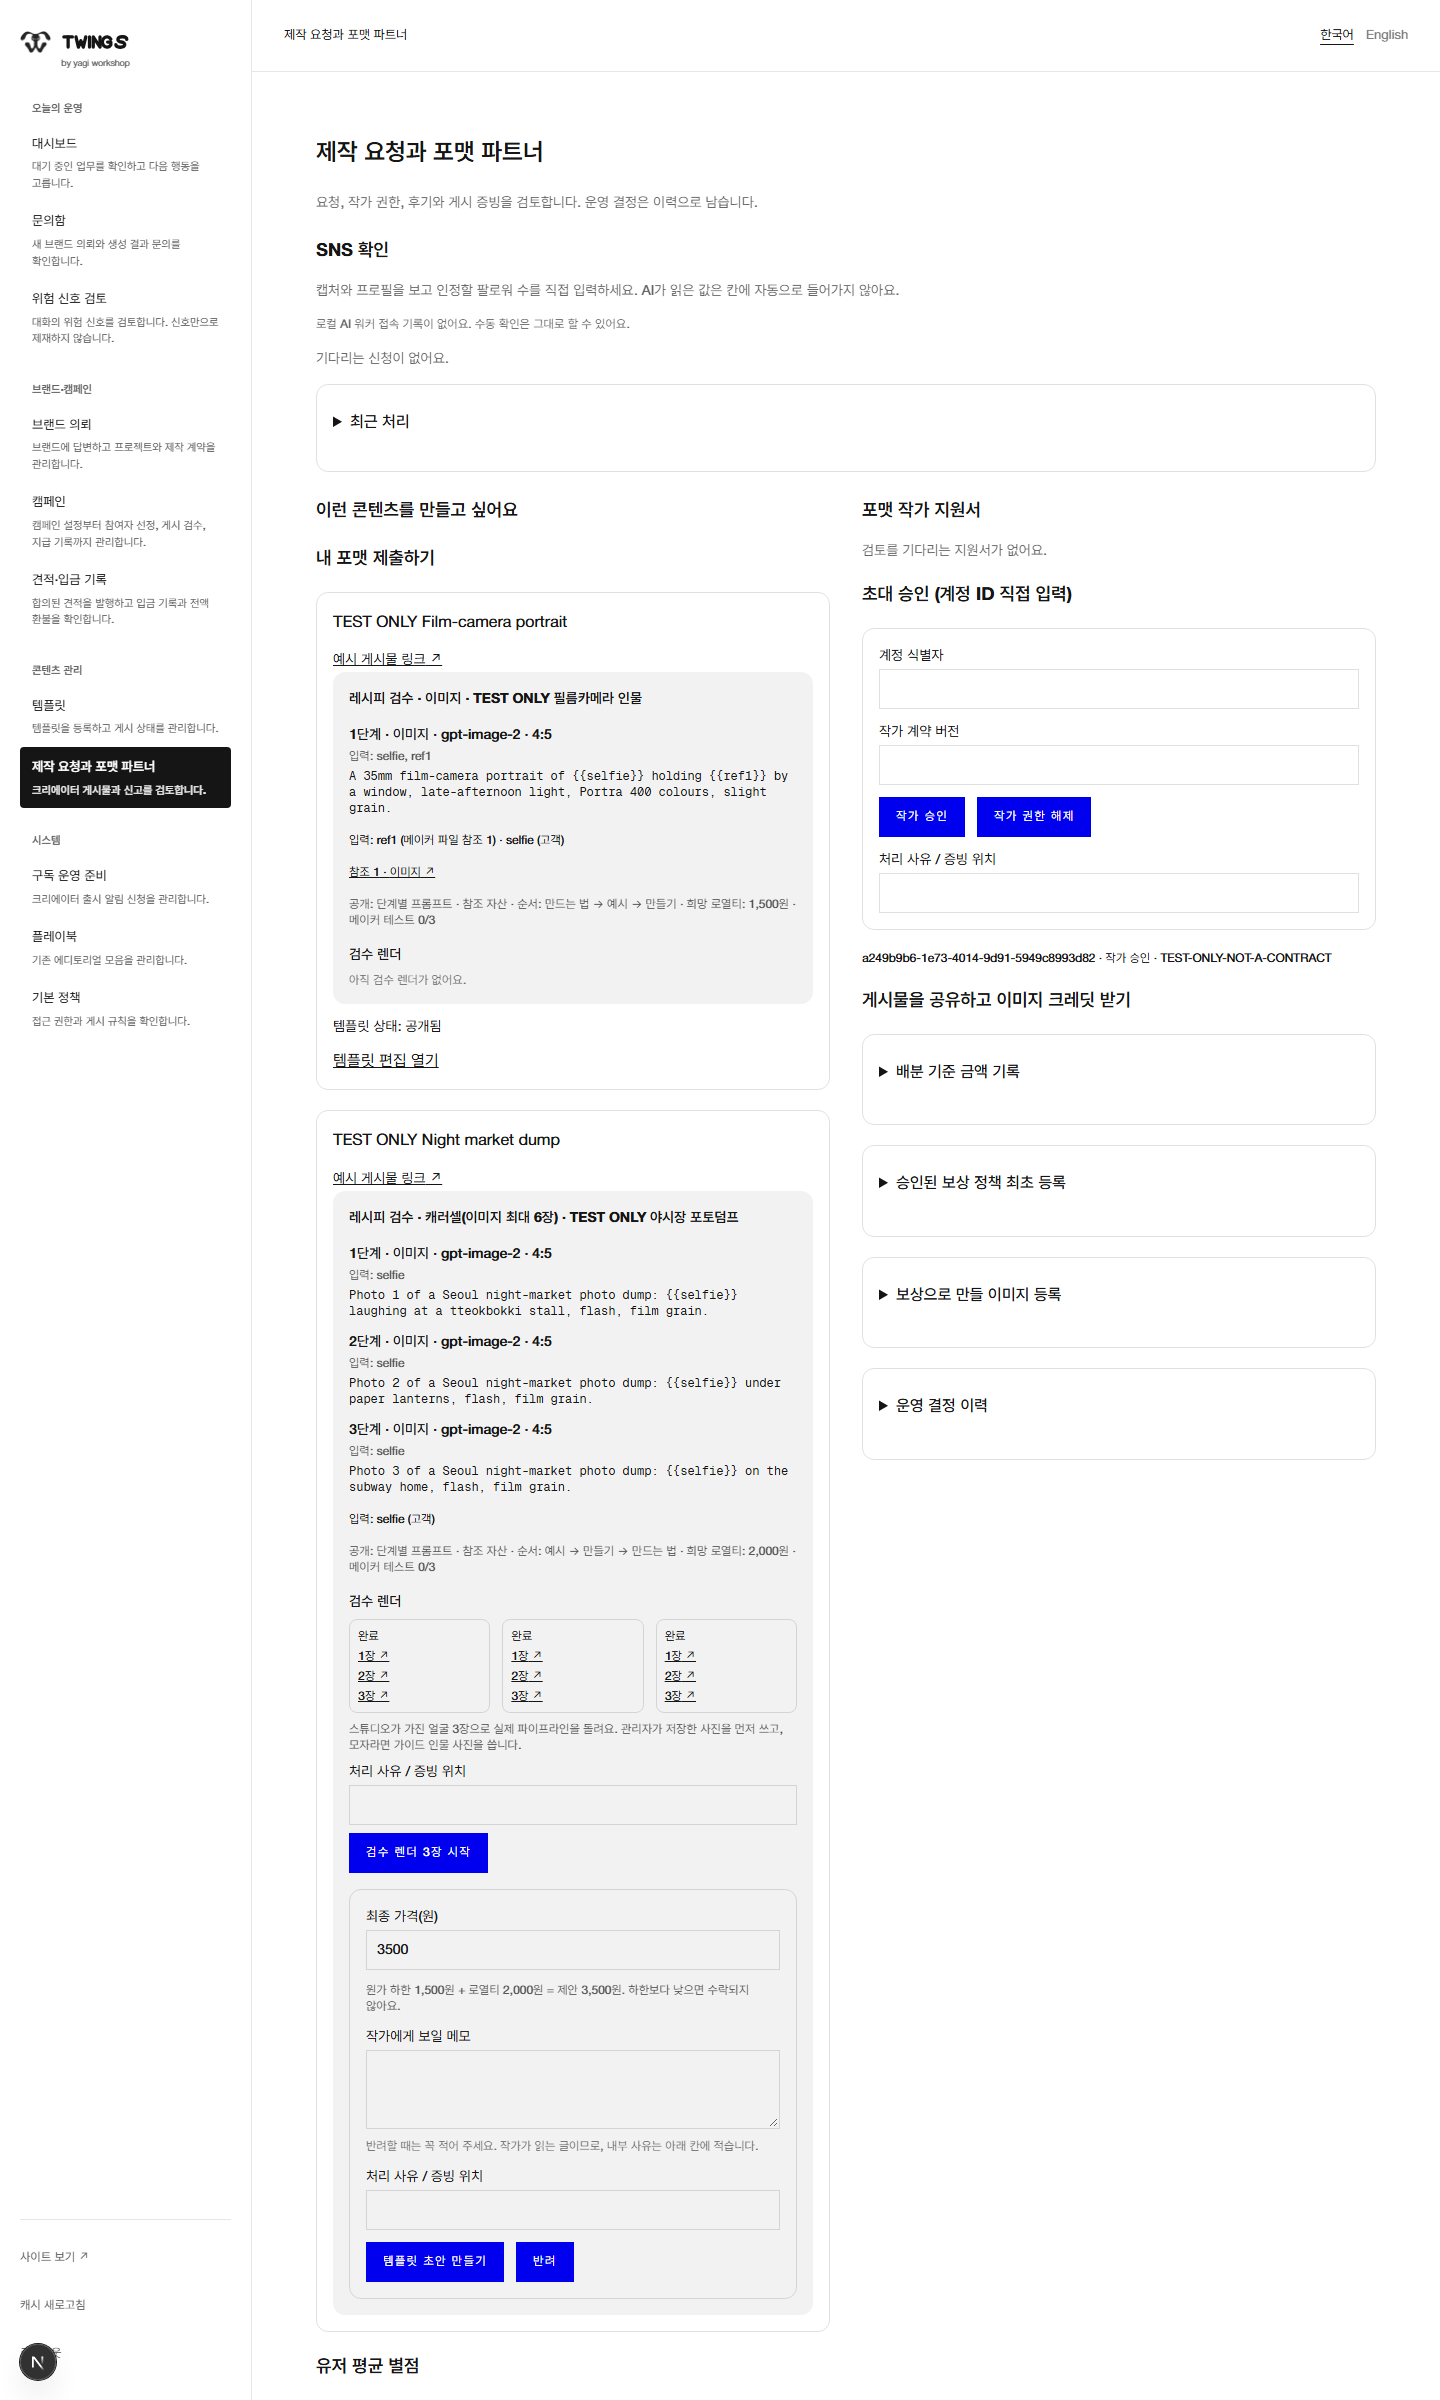 TWINGS
by yagi workshop
오늘의 운영
대시보드
대기 중인 업무를 확인하고 다음 행동을
고릅니다.
문의함
새 브랜드 의뢰와 생성 결과 문의를
확인합니다.
위험 신호 검토
대화의 위험 신호를 검토합니다. 신호만으로
제재하지 않습니다.
브랜드·캠페인
브랜드 의뢰
브랜드에 답변하고 프로젝트와 제작 계약을
관리합니다.
캠페인
캠페인 설정부터 참여자 선정, 게시 검수,
지급 기록까지 관리합니다.
견적·입금 기록
합의된 견적을 발행하고 입금 기록과 전액
환불을 확인합니다.
콘텐츠 관리
템플릿
템플릿을 등록하고 게시 상태를 관리합니다.
제작 요청과 포맷 파트너
크리에이터 게시물과 신고를 검토합니다.
시스템
구독 운영 준비
크리에이터 출시 알림 신청을 관리합니다.
플레이북
기존 에디토리얼 모음을 관리합니다.
기본 정책
접근 권한과 게시 규칙을 확인합니다.
사이트 보기 ↗
캐시 새로고침
N
제작 요청과 포맷 파트너
한국어 English
제작 요청과 포맷 파트너
요청, 작가 권한, 후기와 게시 증빙을 검토합니다. 운영 결정은 이력으로 남습니다.
SNS 확인
캡처와 프로필을 보고 인정할 팔로워 수를 직접 입력하세요. AI가 읽은 값은 칸에 자동으로 들어가지 않아요.
로컬 AI 워커 접속 기록이 없어요. 수동 확인은 그대로 할 수 있어요.
기다리는 신청이 없어요.
▶ 최근 처리
이런 콘텐츠를 만들고 싶어요
내 포맷 제출하기
TEST ONLY Film-camera portrait
예시 게시물 링크 ↗
레시피 검수 · 이미지 · TEST ONLY 필름카메라 인물
1단계 · 이미지 · gpt-image-2 · 4:5
입력: selfie, ref1
A 35mm film-camera portrait of {{selfie}} holding {{ref1}} by
a window, late-afternoon light, Portra 400 colours, slight
grain.
입력: ref1 (메이커 파일 참조 1) · selfie (고객)
참조 1 · 이미지 ↗
공개: 단계별 프롬프트 · 참조 자산 · 순서: 만드는 법 → 예시 → 만들기 · 희망 로열티: 1,500원 ·
메이커 테스트 0/3
검수 렌더
아직 검수 렌더가 없어요.
템플릿 상태: 공개됨
템플릿 편집 열기
TEST ONLY Night market dump
예시 게시물 링크 ↗
레시피 검수 · 캐러셀(이미지 최대 6장) · TEST ONLY 야시장 포토덤프
1단계 · 이미지 · gpt-image-2 · 4:5
입력: selfie
Photo 1 of a Seoul night-market photo dump: {{selfie}}
laughing at a tteokbokki stall, flash, film grain.
2단계 · 이미지 · gpt-image-2 · 4:5
입력: selfie
Photo 2 of a Seoul night-market photo dump: {{selfie}} under
paper lanterns, flash, film grain.
3단계 · 이미지 · gpt-image-2 · 4:5
입력: selfie
Photo 3 of a Seoul night-market photo dump: {{selfie}} on the
subway home, flash, film grain.
입력: selfie (고객)
공개: 단계별 프롬프트 · 참조 자산 · 순서: 예시 → 만들기 → 만드는 법 · 희망 로열티: 2,000원 ·
메이커 테스트 0/3
검수 렌더
완료 완료 완료
1장 ↗ 1장 ↗ 1장 ↗
2장 ↗ 2장 ↗ 2장 ↗
3장 ↗ 3장 ↗ 3장 ↗
스튜디오가 가진 얼굴 3장으로 실제 파이프라인을 돌려요. 관리자가 저장한 사진을 먼저 쓰고,
모자라면 가이드 인물 사진을 씁니다.
처리 사유 / 증빙 위치
검수 렌더 3장 시작
최종 가격(원)
3500
원가 하한 1,500원 + 로열티 2,000원 = 제안 3,500원. 하한보다 낮으면 수락되지
않아요.
작가에게 보일 메모
반려할 때는 꼭 적어 주세요. 작가가 읽는 글이므로, 내부 사유는 아래 칸에 적습니다.
처리 사유 / 증빙 위치
템플릿 초안 만들기 반려
유저 평균 별점
포맷 작가 지원서
검토를 기다리는 지원서가 없어요.
초대 승인 (계정 ID 직접 입력)
계정 식별자
작가 계약 버전
작가 승인 작가 권한 해제
처리 사유 / 증빙 위치
a249b9b6-1e73-4014-9d91-5949c8993d82 · 작가 승인 · TEST-ONLY-NOT-A-CONTRACT
게시물을 공유하고 이미지 크레딧 받기
▶ 배분 기준 금액 기록
▶ 승인된 보상 정책 최초 등록
▶ 보상으로 만들 이미지 등록
▶ 운영 결정 이력